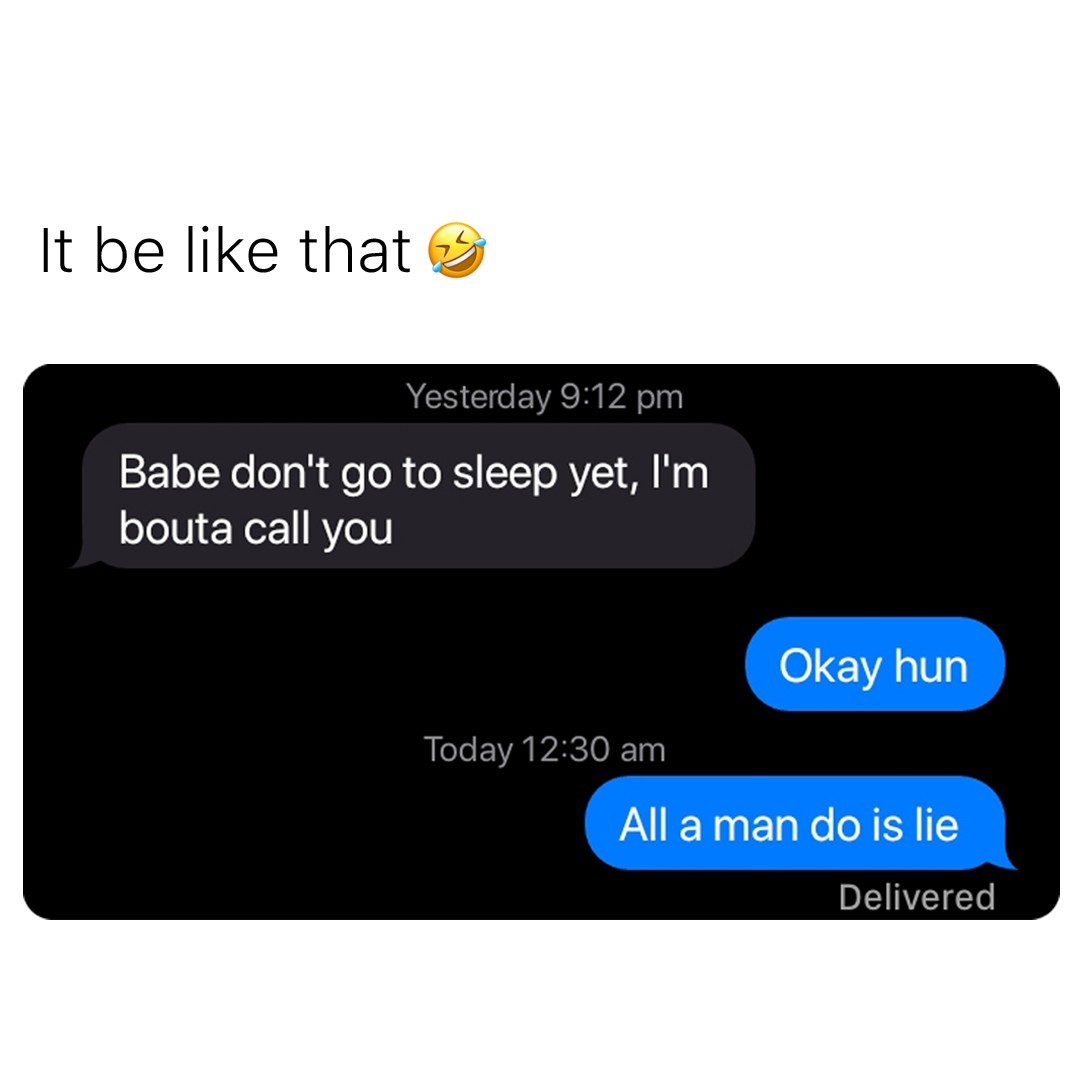 It be like that 🤣
Yesterday 9:12 pm
Babe don't go to sleep yet, I'm
bouta call you
Okay hun
Today 12:30 am
All a man do is lie
Delivered